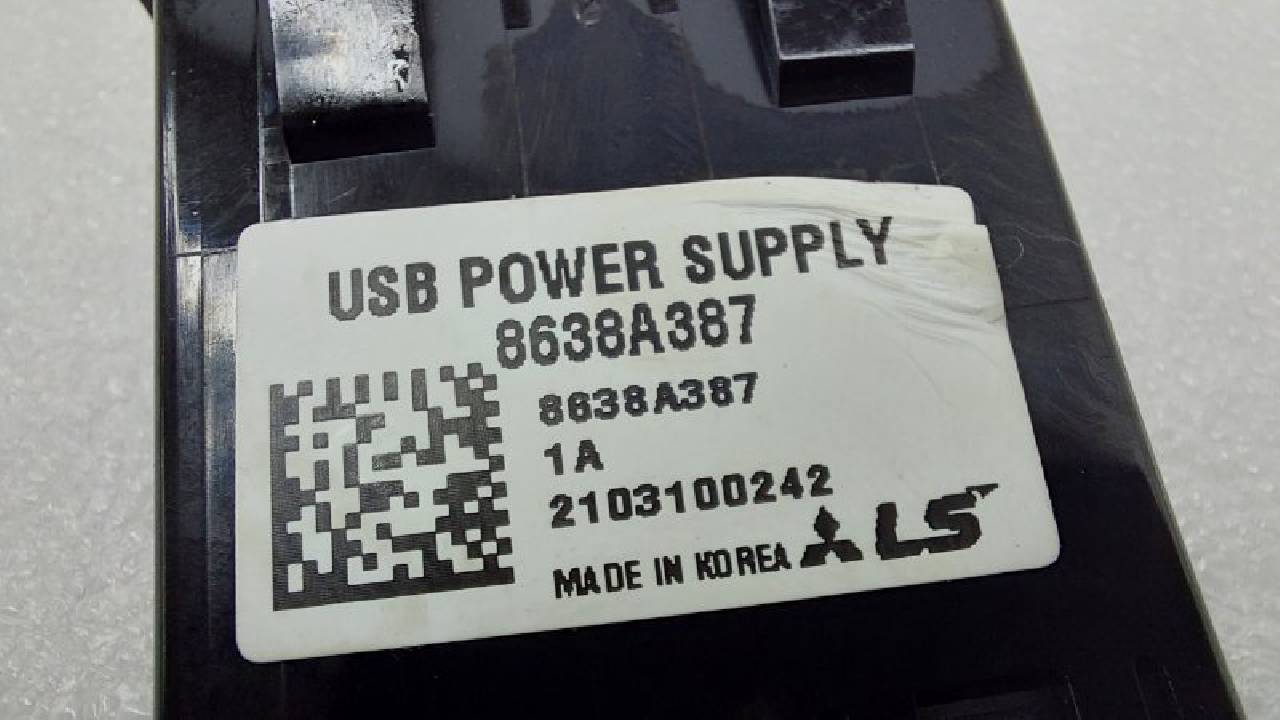 USB POWER SUPPLY
8638A387
8638A387
1A
2103100242
MADE IN KOREA LS